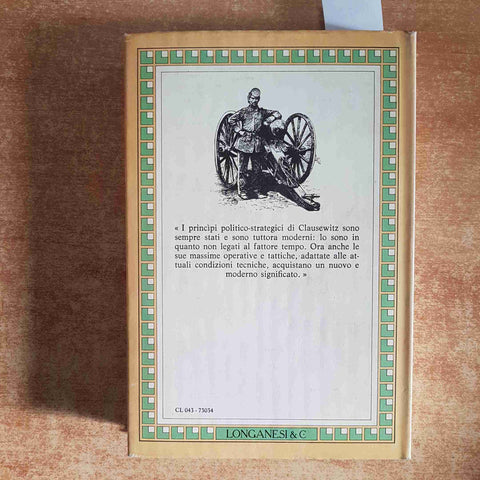 « I principi politico-strategici di Clausewitz sono
sempre stati e sono tuttora moderni: lo sono in
quanto non legati al fattore tempo. Ora anche le
sue massime operative e tattiche, adattate alle at-
tuali condizioni tecniche, acquistano un nuovo e
moderno significato. »
CL 043 - 75054
LONGANESI & C